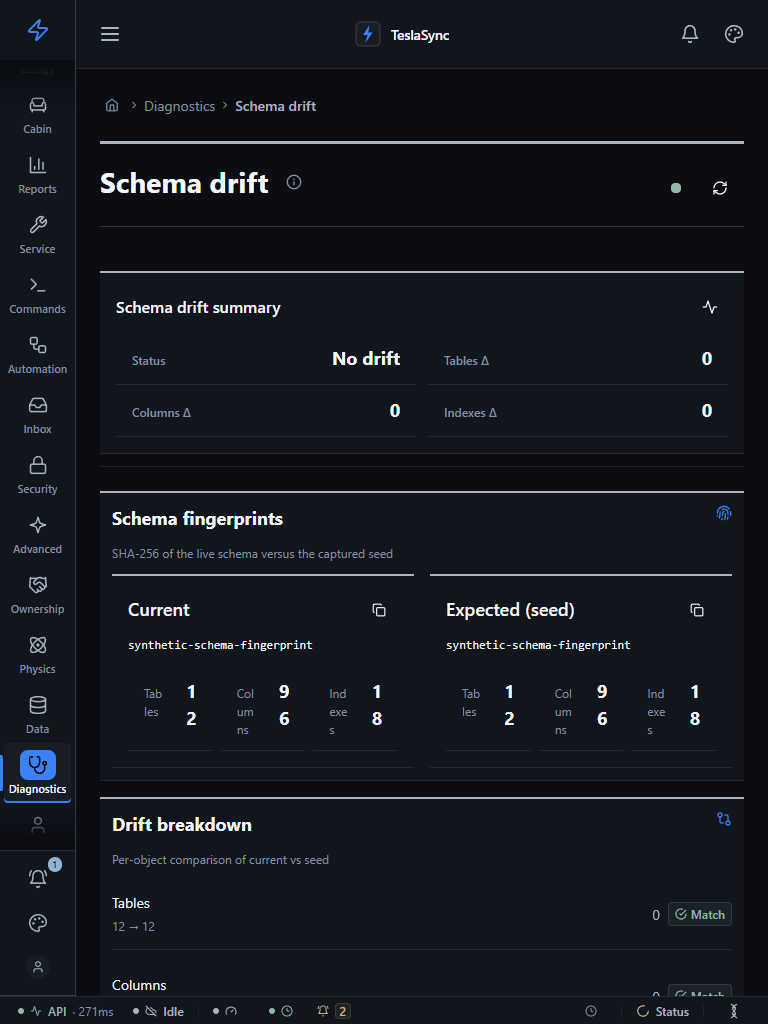 TeslaSync
Energy
Cabin
Reports
Service
Commands
Automation
Inbox
Security
Advanced
Ownership
Physics
Data
Diagnostics
1
Diagnostics
Schema drift
Schema drift
Schema drift summary
Status No drift
Tables Δ 0
Columns Δ 0
Indexes Δ 0
Schema fingerprints
SHA-256 of the live schema versus the captured seed
Current
synthetic-schema-fingerprint
Tab
les
1
2
Col
um
ns
9
6
Ind
exe
s
1
8
Expected (seed)
synthetic-schema-fingerprint
Tab
les
1
2
Col
um
ns
9
6
Ind
exe
s
1
8
Drift breakdown
Per-object comparison of current vs seed
Tables
12 → 12
0 Match
Columns
0 Match
API · 271ms
Idle
2
Status